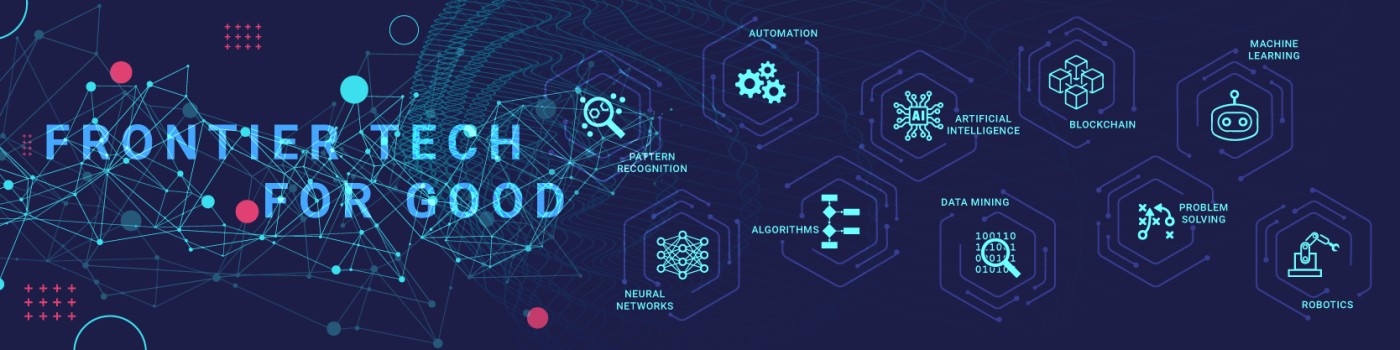 FRONTIER TECH
FOR GOOD
PATTERN
RECOGNITION
AUTOMATION
AI
ARTIFICIAL
INTELLIGENCE
BLOCKCHAIN
MACHINE
LEARNING
NEURAL
NETWORKS
ALGORITHMS
DATA MINING
100110
PROBLEM
SOLVING
ROBOTICS